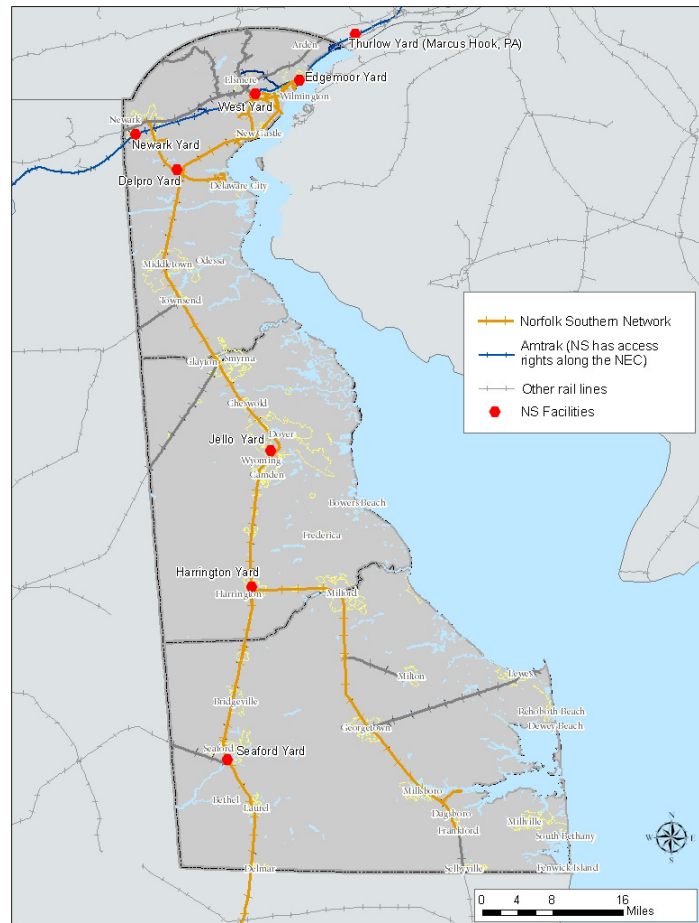 Arden
Thurlow Yard (Marcus Hook, PA)
Elsmere
Edgemoor Yard
West Yard
Wilmington
Newark
New Castle
Newark Yard
Delpro Yard
Delaware City
Middletown
Odessa
Townsend
Smyrna
Clayton
Cheswold
Dover
Jello Yard
Wyoming
Camden
Bowers Beach
Frederica
Harrington Yard
Harrington
Milford
Milton
Lewes
Bridgeville
Rehoboth Beach
Dewey Beach
Georgetown
Seaford
Seaford Yard
Millsboro
Bethel
Laurel
Dagsboro
Millville
Frankford
South Bethany
Delmar
Selbyville
Fenwick Island
Norfolk Southern Network
Amtrak (NS has access
rights along the NEC)
Other rail lines
NS Facilities
N
W
E
S
0 4 8 16
Miles